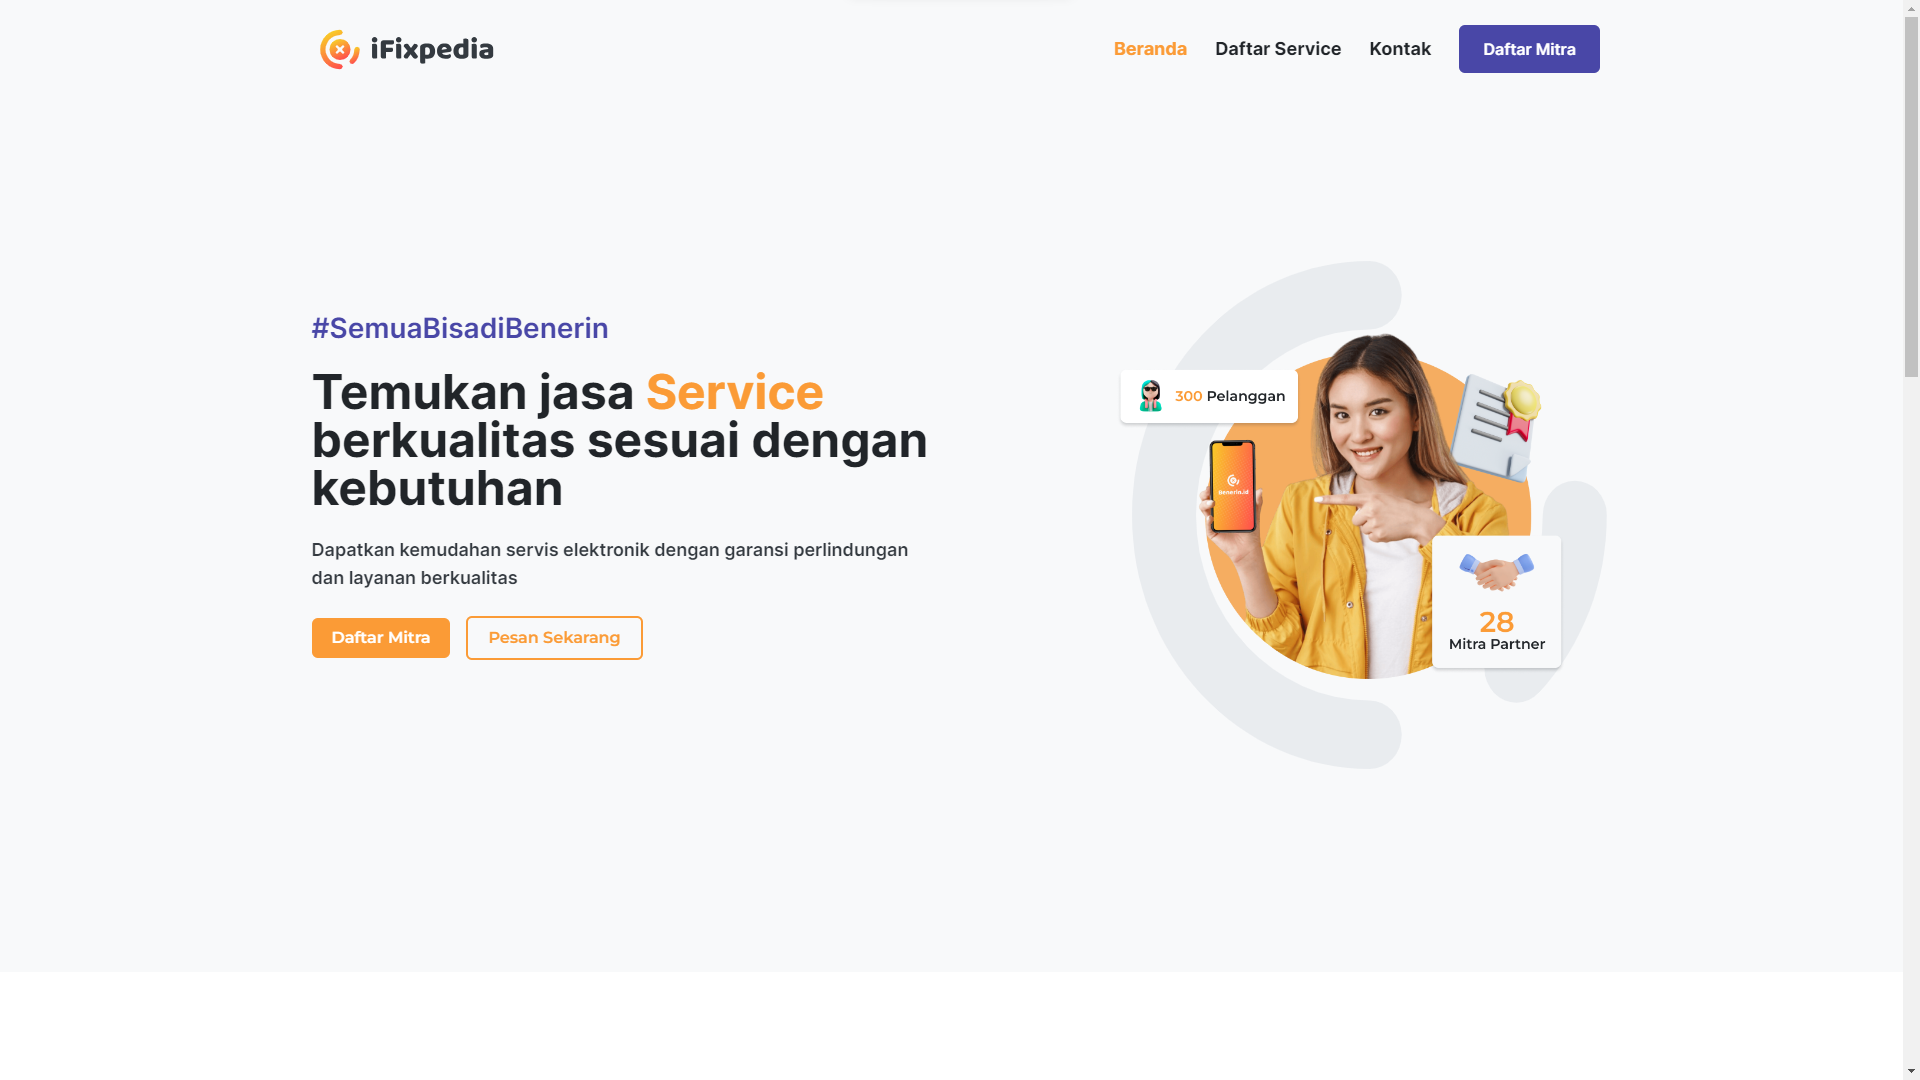 iFixpedia
Beranda
Daftar Service
Kontak
Daftar Mitra
#SemuaBisadiBenerin
Temukan jasa Service
berkualitas sesuai dengan
kebutuhan
Dapatkan kemudahan servis elektronik dengan garansi perlindungan
dan layanan berkualitas
Daftar Mitra
Pesan Sekarang
300 Pelanggan
Benerin.id
28
Mitra Partner